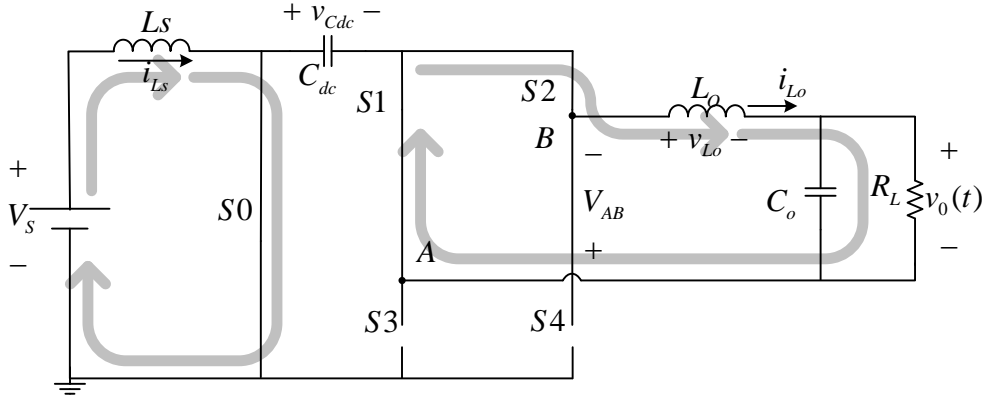 + v_Cdc −
Ls
i_Ls
C_dc
S1
S2
L_o
i_Lo
B
+ v_Lo −
+
V_S
−
S0
−
V_AB
+
C_o
R_L
+
v_0(t)
−
A
S3
S4